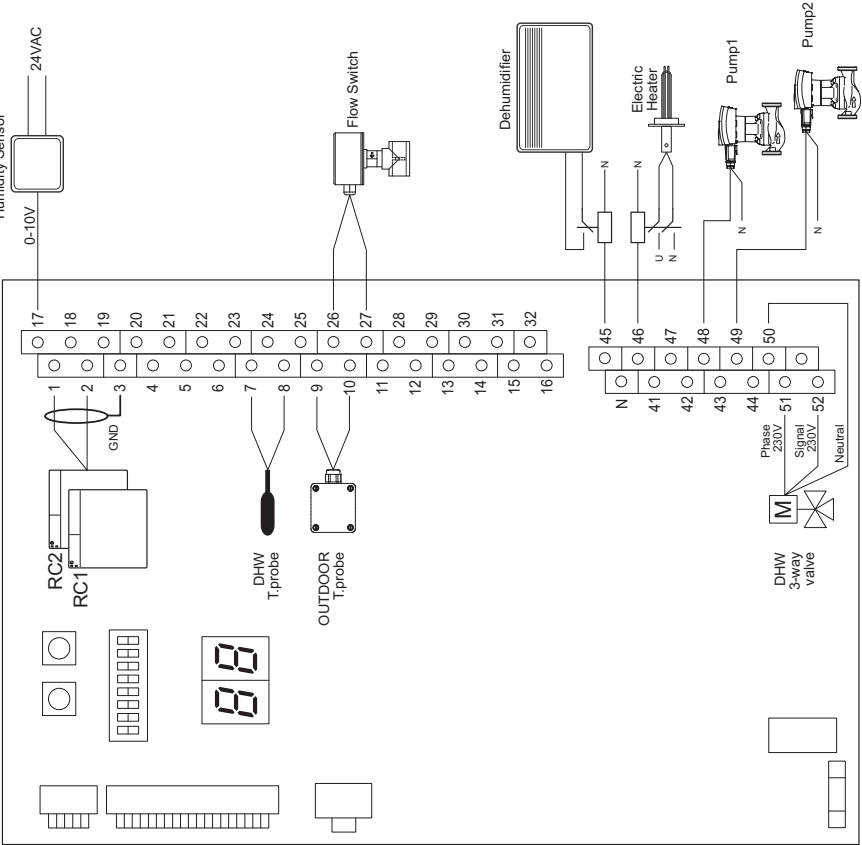 Humidity Sensor
24VAC
0-10V
Flow Switch
Dehumidifier
Electric
Heater
Pump1
Pump2
N
N
U
N
N
N
17
18
19
20
21
22
23
24
25
26
27
28
29
30
31
32
45
46
47
48
49
50
1
2
3
4
5
6
7
8
9
10
11
12
13
14
15
16
N
41
42
43
44
51
52
GND
RC2
RC1
DHW
T.probe
OUTDOOR
T.probe
Phase
230V
Signal
230V
Neutral
M
DHW
3-way
valve
88